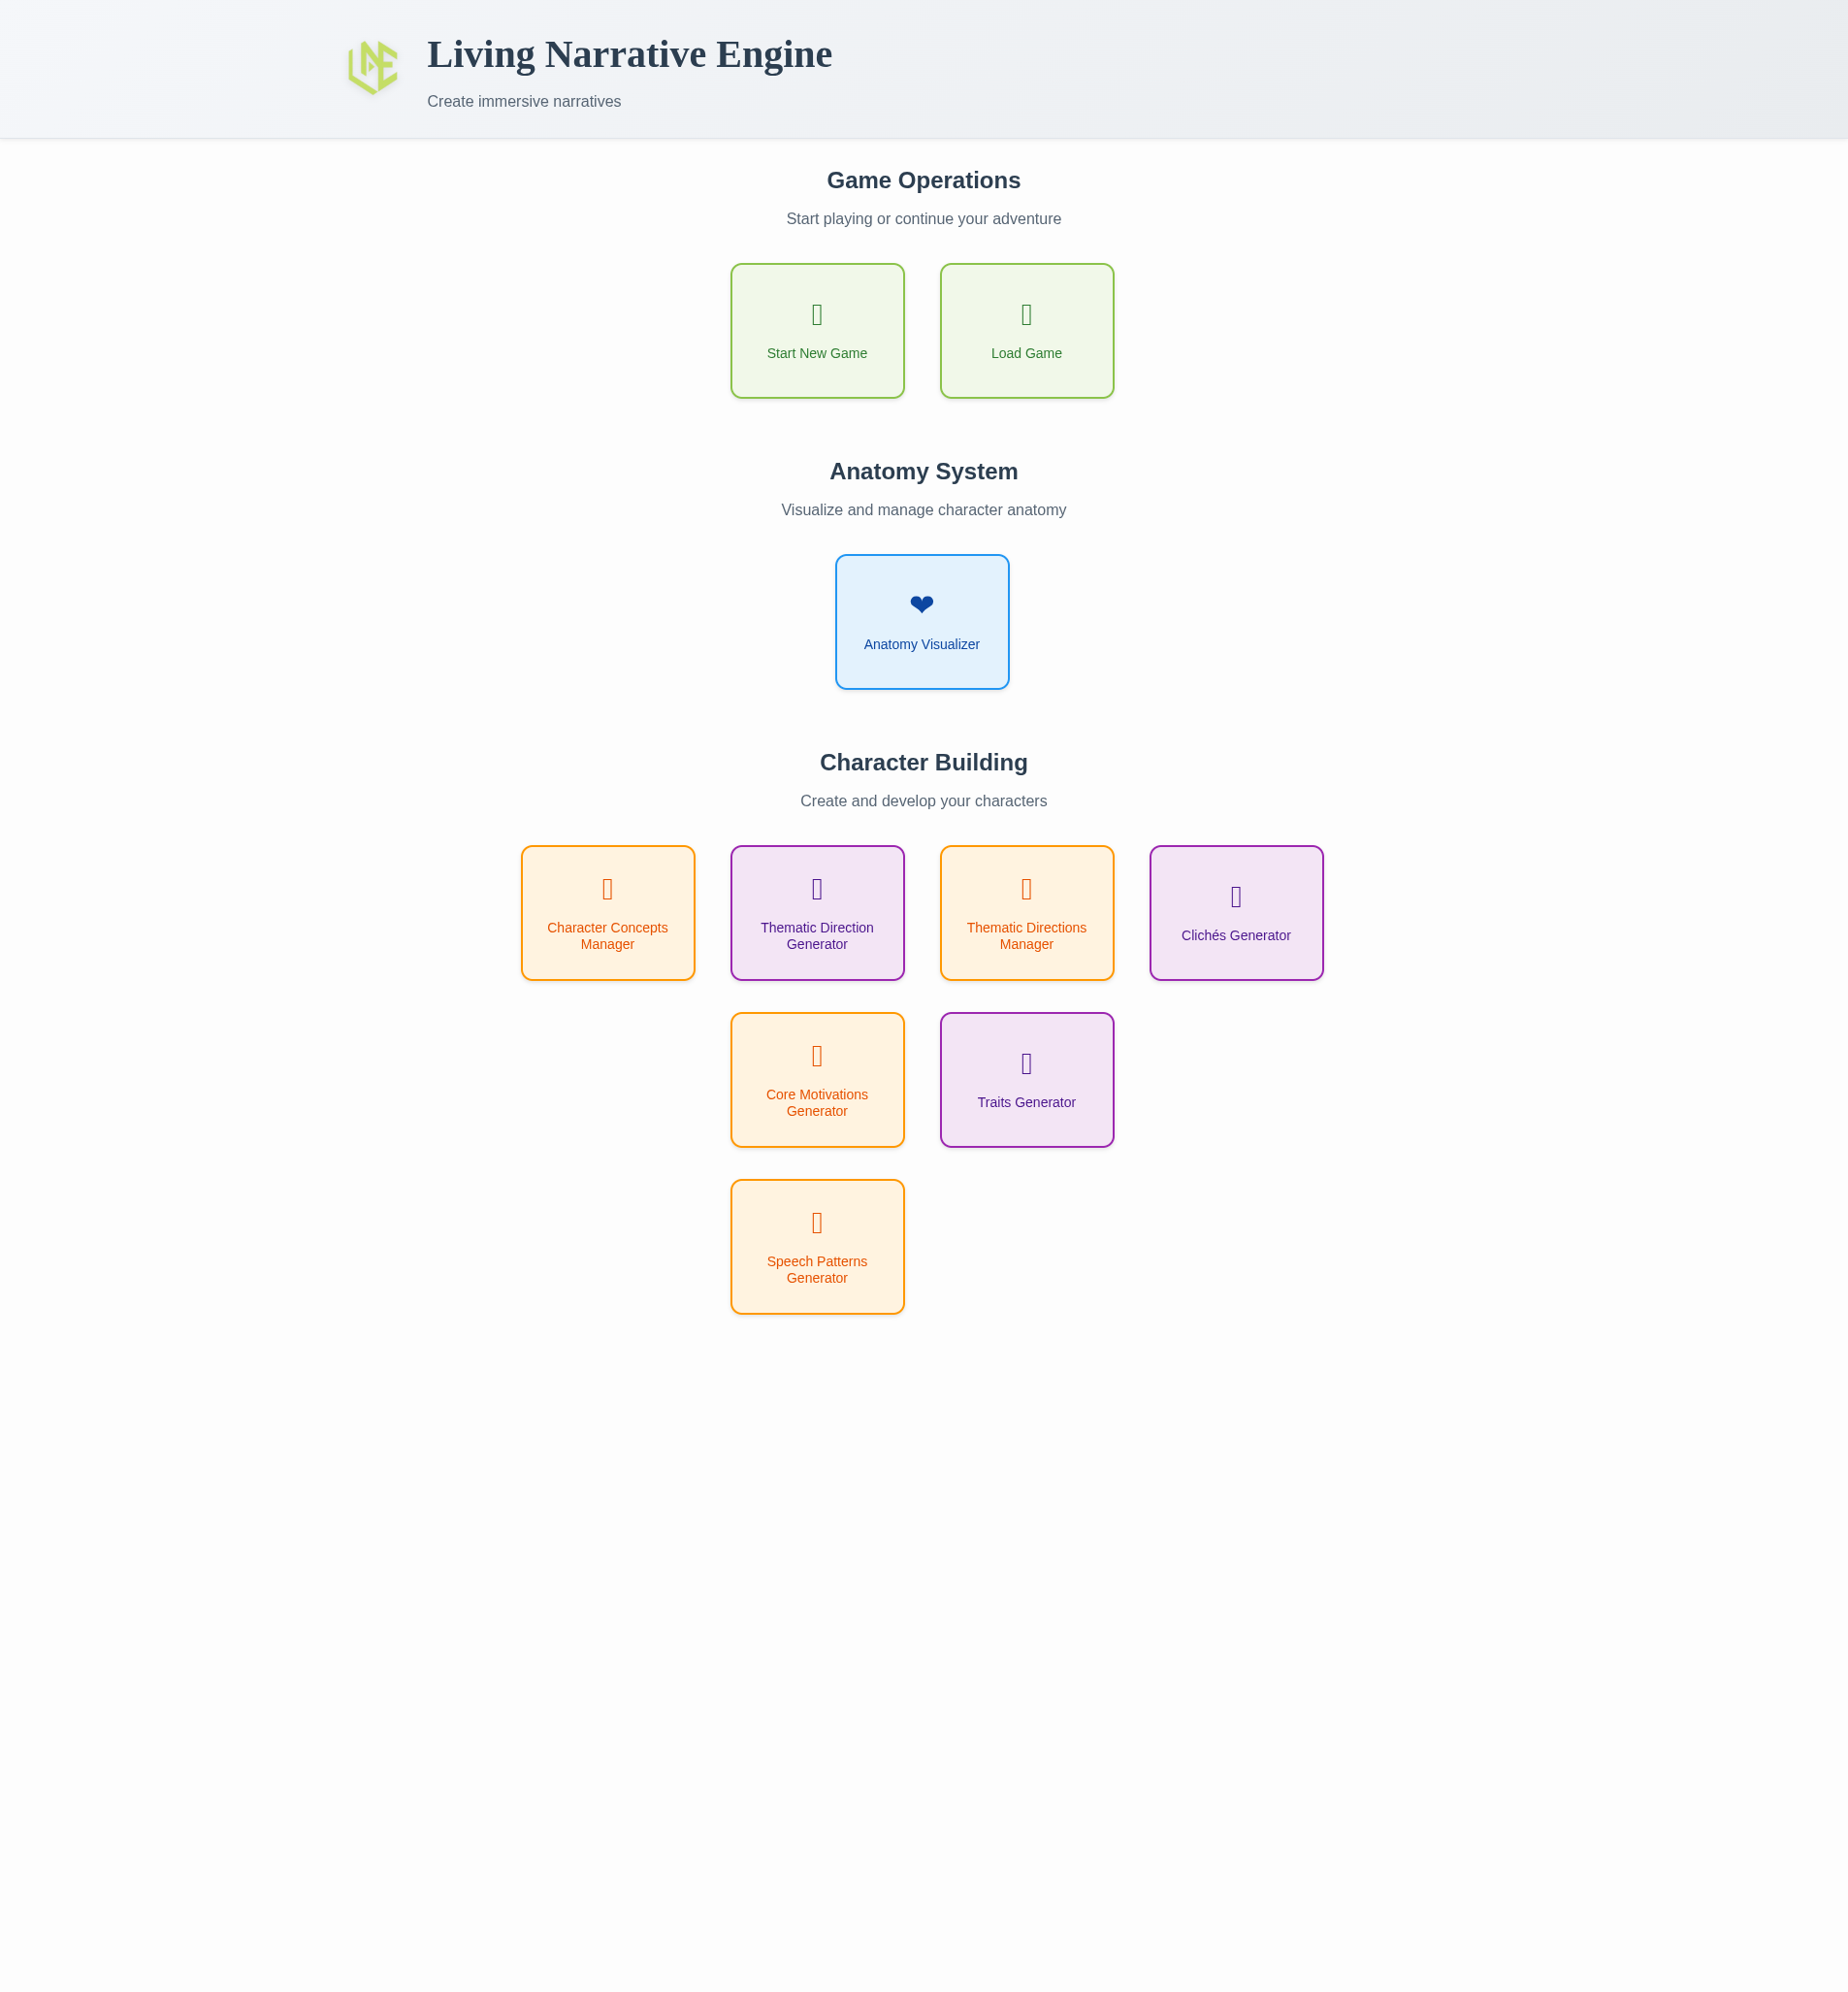 Living Narrative Engine
Create immersive narratives
Game Operations
Start playing or continue your adventure
Start New Game
Load Game
Anatomy System
Visualize and manage character anatomy
Anatomy Visualizer
Character Building
Create and develop your characters
Character Concepts
Manager
Thematic Direction
Generator
Thematic Directions
Manager
Clichés Generator
Core Motivations
Generator
Traits Generator
Speech Patterns
Generator